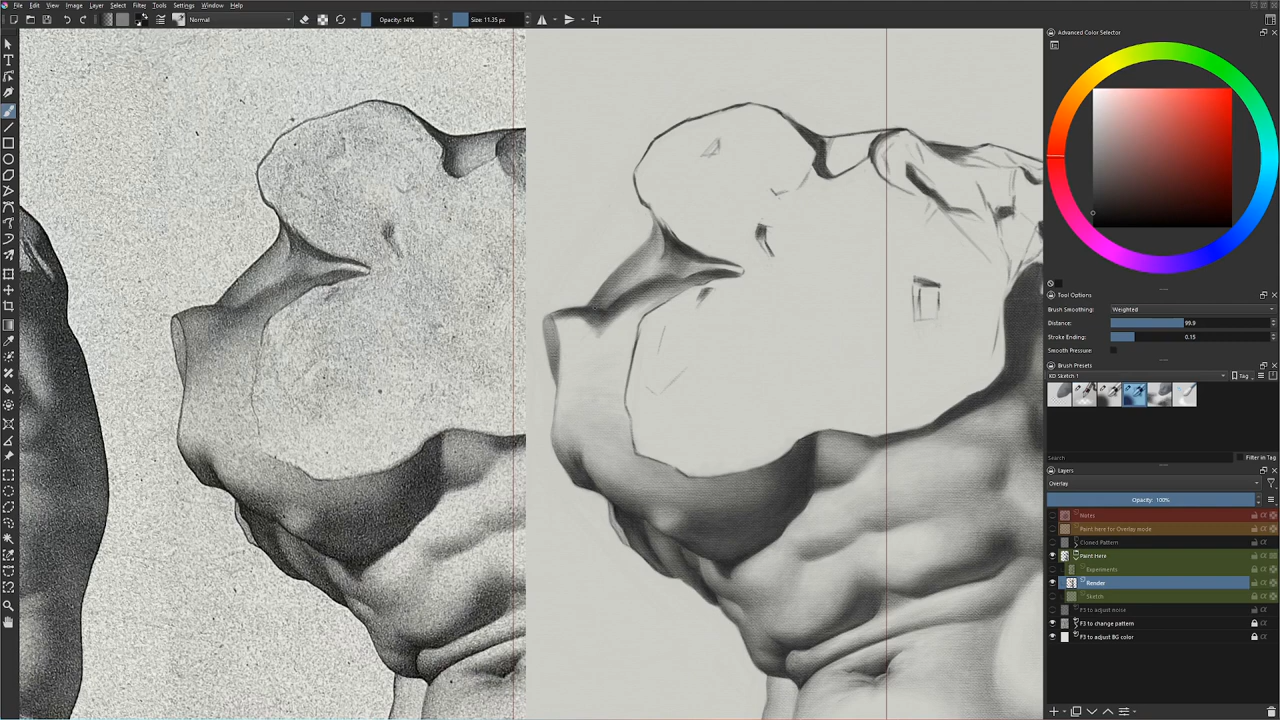 File Edit View Image Layer Select Filter Tools Settings Window Help
Normal
Opacity: 14%
Size: 11.35 px
Advanced Color Selector
Tool Options
Brush Smoothing: Weighted
Distance: 99.9
Stroke Ending: 0.15
Smooth Pressure:
Brush Presets
KD Sketch 1
Tag
Search
Filter in Tag
Layers
Overlay
Opacity: 100%
Notes
Paint here for Overlay mode
Cloned Pattern
Paint Here
Experiments
Render
Sketch
F3 to adjust noise
F3 to change pattern
F3 to adjust BG color